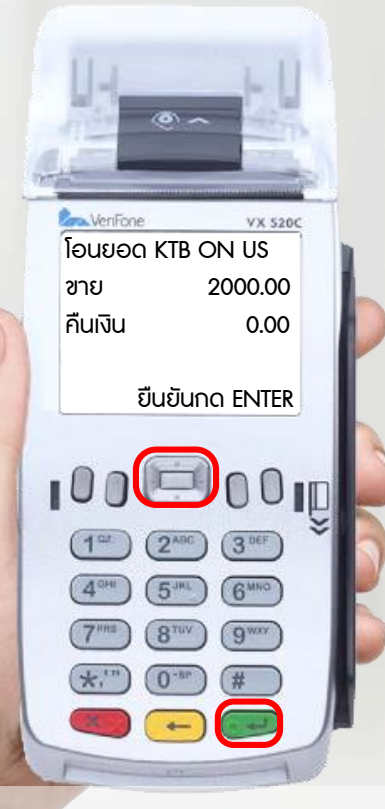 VeriFone VX 520C
โอนยอด KTB ON US
ขาย 2000.00
คืนเงิน 0.00
ยืนยันกด ENTER
1 QZ. 2 ABC 3 DEF
4 GHI 5 JKL 6 MNO
7 PRS 8 TUV 9 WXY
*,'" 0 -SP #